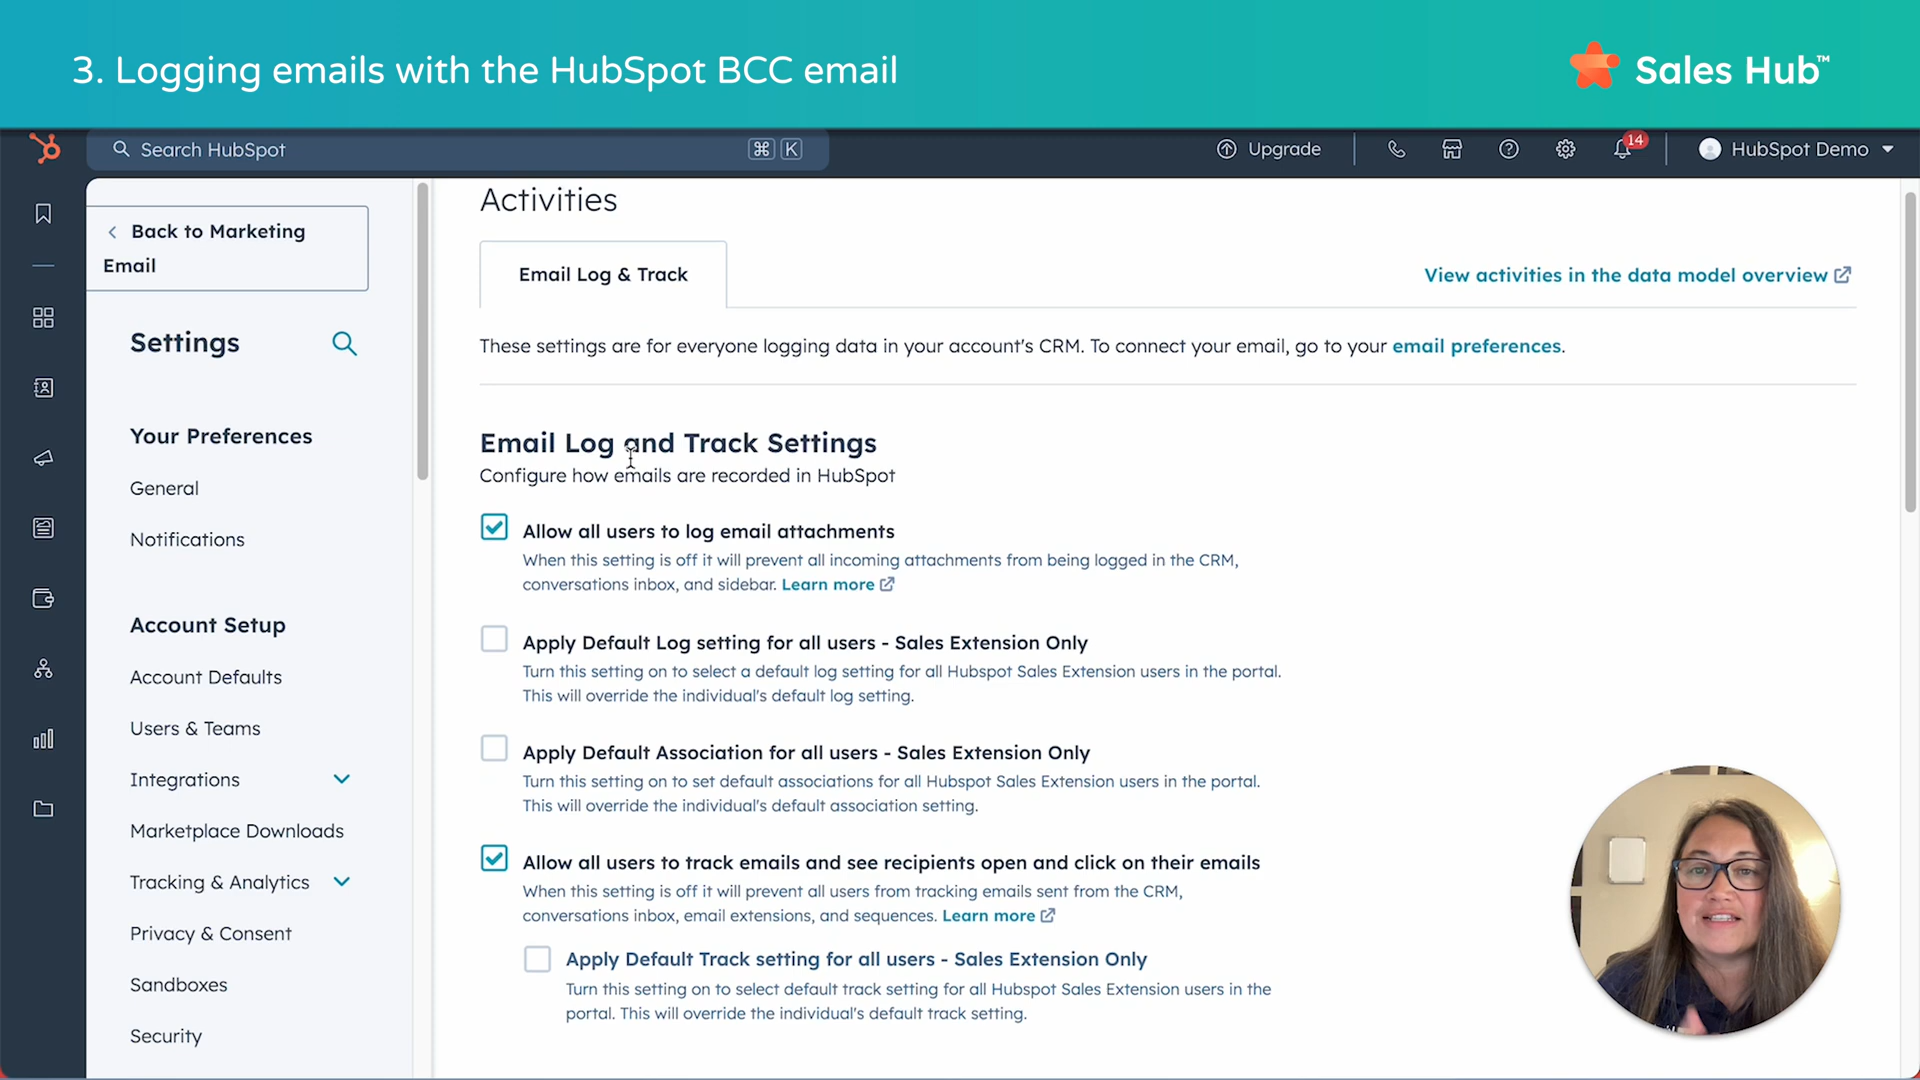 3. Logging emails with the HubSpot BCC email
Sales Hub™
Search HubSpot
⌘ K
Upgrade
14
HubSpot Demo
Back to Marketing
Email
Settings
Your Preferences
General
Notifications
Account Setup
Account Defaults
Users & Teams
Integrations
Marketplace Downloads
Tracking & Analytics
Privacy & Consent
Sandboxes
Security
Activities
Email Log & Track
View activities in the data model overview
These settings are for everyone logging data in your account's CRM. To connect your email, go to your email preferences.
Email Log and Track Settings
Configure how emails are recorded in HubSpot
Allow all users to log email attachments
When this setting is off it will prevent all incoming attachments from being logged in the CRM,
conversations inbox, and sidebar. Learn more
Apply Default Log setting for all users - Sales Extension Only
Turn this setting on to select a default log setting for all Hubspot Sales Extension users in the portal.
This will override the individual's default log setting.
Apply Default Association for all users - Sales Extension Only
Turn this setting on to set default associations for all Hubspot Sales Extension users in the portal.
This will override the individual's default association setting.
Allow all users to track emails and see recipients open and click on their emails
When this setting is off it will prevent all users from tracking emails sent from the CRM,
conversations inbox, email extensions, and sequences. Learn more
Apply Default Track setting for all users - Sales Extension Only
Turn this setting on to select default track setting for all Hubspot Sales Extension users in the
portal. This will override the individual's default track setting.